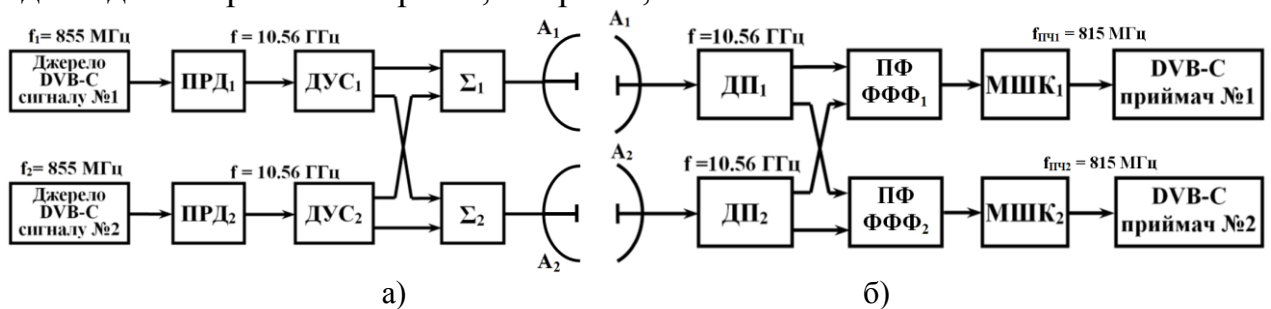 f₁= 855 МГц
Джерело
DVB-C
сигналу №1
f = 10.56 ГГц
ПРД₁
ДУС₁
Σ₁
A₁
f₂= 855 МГц
Джерело
DVB-C
сигналу №2
f = 10.56 ГГц
ПРД₂
ДУС₂
Σ₂
A₂
а)
A₁
f =10.56 ГГц
ДП₁
ПФ
ФФФ₁
МШК₁
fПЧ1 = 815 МГц
DVB-C
приймач №1
A₂
f =10.56 ГГц
ДП₂
ПФ
ФФФ₂
МШК₂
fПЧ2 = 815 МГц
DVB-C
приймач №2
б)